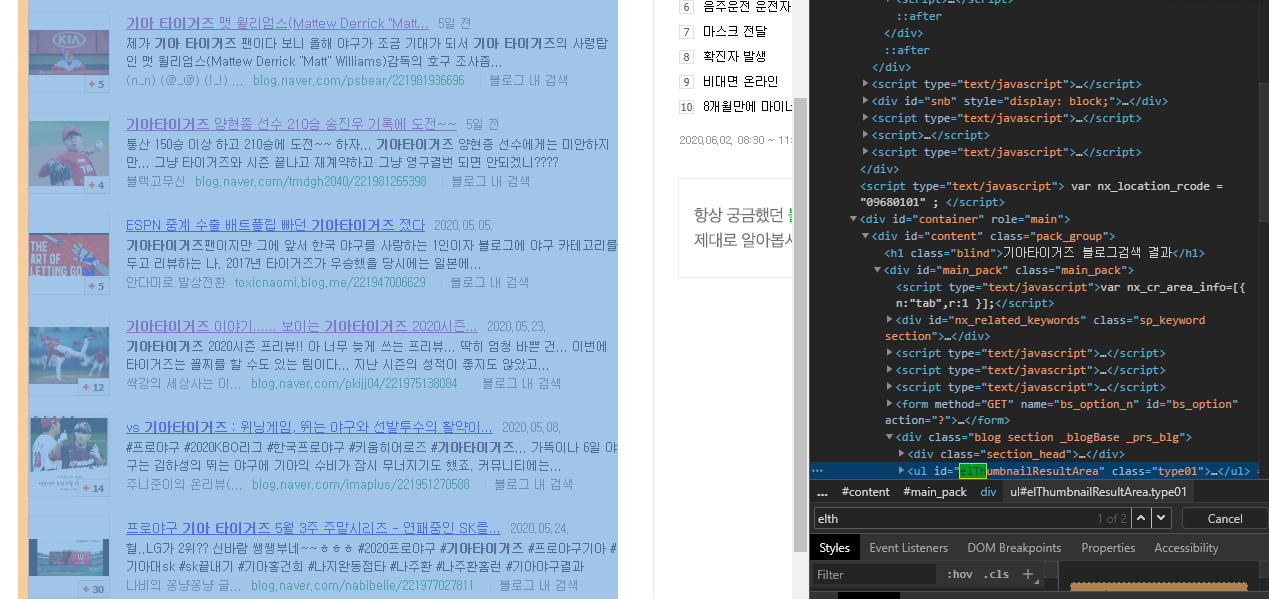 기아 타이거즈 맷 윌리엄스(Mattew Derrick "Matt... 5일 전
제가 기아 타이거즈 팬이다 보니 올해 야구가 조금 기대가 되서 기아 타이거즈의 사령탑
인 맷 윌리엄스(Mattew Derrick "Matt" Williams)감독의 호구 조사좀...
(n_n) (@_@) (!_!) ... blog.naver.com/psbear/221981936696 블로그 내 검색
KIA
+ 5
기아타이거즈 양현종 선수 210승 송진우 기록에 도전~~ 5일 전
통산 150승 이상 하고 210승에 도전~~ 하자... 기아타이거즈 양현종 선수에게는 미안하지
만... 그냥 타이거즈와 시즌 끝나고 재계약하고 그냥 영구결번 되면 안되겠니????
블랙고무신 blog.naver.com/tmdgh2040/221981265398 블로그 내 검색
+ 4
ESPN 중계 수출 배트플립 빠던 기아타이거즈 졌다 2020.05.05.
기아타이거즈팬이지만 그에 앞서 한국 야구를 사랑하는 1인이자 블로그에 야구 카테고리를
두고 리뷰하는 나. 2017년 타이거즈가 우승했을 당시에는 일본에...
안다미로 발상전환 toxicnaomi.blog.me/221947006629 블로그 내 검색
THE
ART OF
LETTING GO
+ 5
기아타이거즈 이야기...... 보이는 기아타이거즈 2020시즌... 2020.05.23.
기아타이거즈 2020시즌 프리뷰!! 아 너무 늦게 쓰는 프리뷰... 딱히 엄청 바쁜 건... 이번에
타이거즈는 꼴찌를 할 수도 있는 팀이다... 지난 시즌의 성적이 좋지도 않았고...
싹강의 세상사는 이... blog.naver.com/pkijj04/221975138084 블로그 내 검색
+ 12
vs 기아타이거즈 : 위닝게임, 뛰는 야구와 선발투수의 활약이... 2020.05.08.
#프로야구 #2020KBO리그 #한국프로야구 #키움히어로즈 #기아타이거즈... 가뜩이나 6일 야
구는 김하성의 뛰는 야구에 기아의 수비가 잠시 무너지기도 했죠. 커뮤니티에는...
주니준이의 온리뷰(... blog.naver.com/imaplus/221951270588 블로그 내 검색
+ 14
프로야구 기아 타이거즈 5월 3주 주말시리즈 - 연패중인 SK를... 2020.05.24.
헐..LG가 2위?? 신바람 쌩쌩부네~~ㅎㅎㅎ #2020프로야구 #기아타이거즈 #프로야구기아 #
기아대sk #sk끝내기 #기아홍건희 #나지완동점타 #나주환 #나주환홈런 #기아야구결과
나비의 꽁냥꽁냥 글... blog.naver.com/nabibelle/221977027811 블로그 내 검색
+ 30
6 음주운전 운전자
7 마스크 전달
8 확진자 발생
9 비대면 온라인
10 8개월만에 마이너
2020.06.02. 08:30 ~ 11:
항상 궁금했던
제대로 알아봅시
<script>…</script>
::after
</div>
::after
</div>
<script type="text/javascript">…</script>
<div id="snb" style="display: block;">…</div>
<script type="text/javascript">…</script>
<script>…</script>
<script type="text/javascript">…</script>
</div>
<script type="text/javascript"> var nx_location_rcode =
"09680101" ; </script>
<div id="container" role="main">
<div id="content" class="pack_group">
<h1 class="blind">기아타이거즈 블로그검색 결과</h1>
<div id="main_pack" class="main_pack">
<script type="text/javascript">var nx_cr_area_info=[{
n:"tab",r:1 }];</script>
<div id="nx_related_keywords" class="sp_keyword
section">…</div>
<script type="text/javascript">…</script>
<script type="text/javascript">…</script>
<script type="text/javascript">…</script>
<form method="GET" name="bs_option_n" id="bs_option"
action="?">…</form>
<div class="blog section _blogBase _prs_blg">
<div class="section_head">…</div>
... <ul id="elThumbnailResultArea" class="type01">…</ul> =
... #content #main_pack div ul#elThumbnailResultArea.type01
elth 1 of 2 Cancel
Styles Event Listeners DOM Breakpoints Properties Accessibility
Filter :hov .cls +